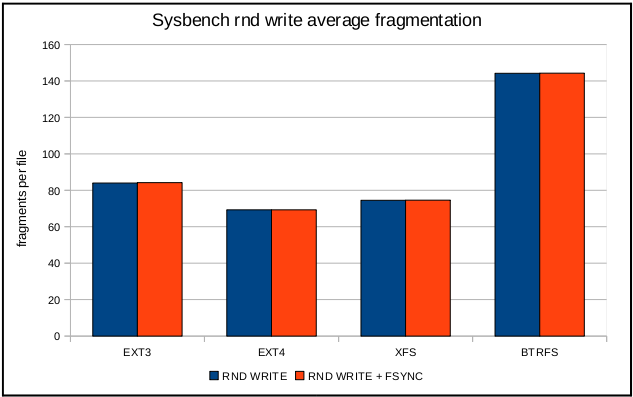 Sysbench rnd write average fragmentation
fragments per file
160
140
120
100
80
60
40
20
0
EXT3 EXT4 XFS BTRFS
RND WRITE RND WRITE + FSYNC